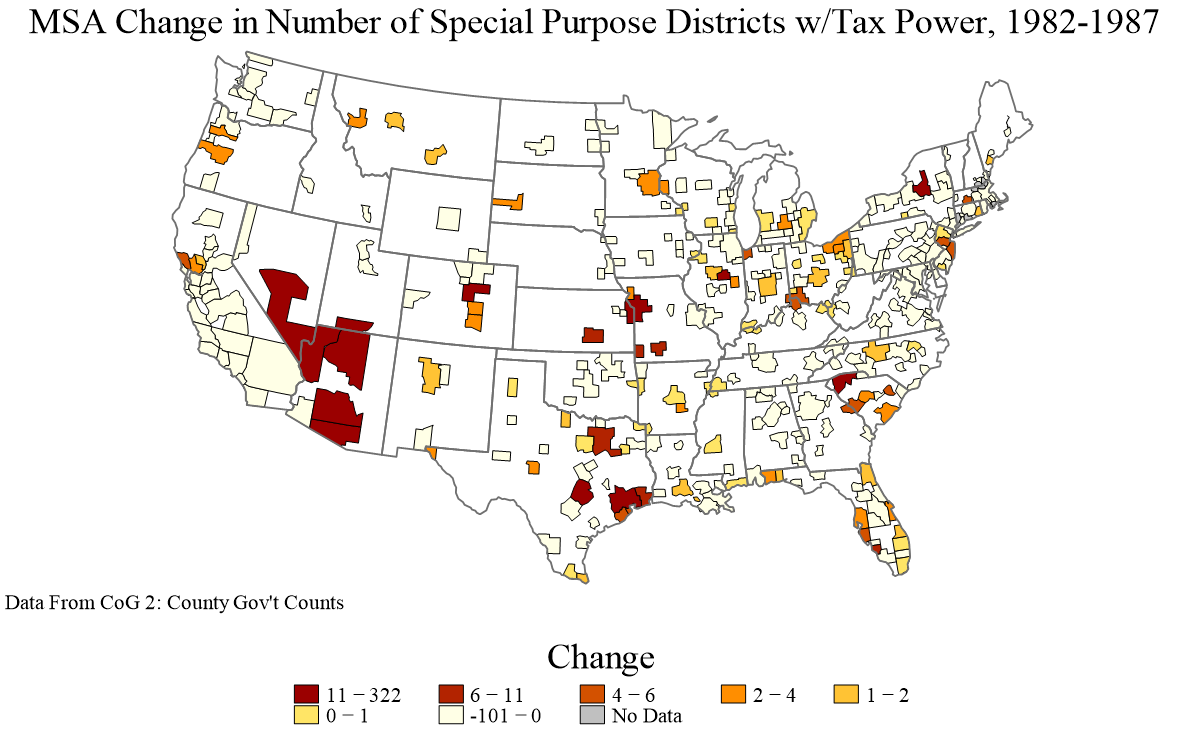 MSA Change in Number of Special Purpose Districts w/Tax Power, 1982-1987
Data From CoG 2: County Gov't Counts
Change
11 − 322 6 − 11 4 − 6 2 − 4 1 − 2
0 − 1 -101 − 0 No Data